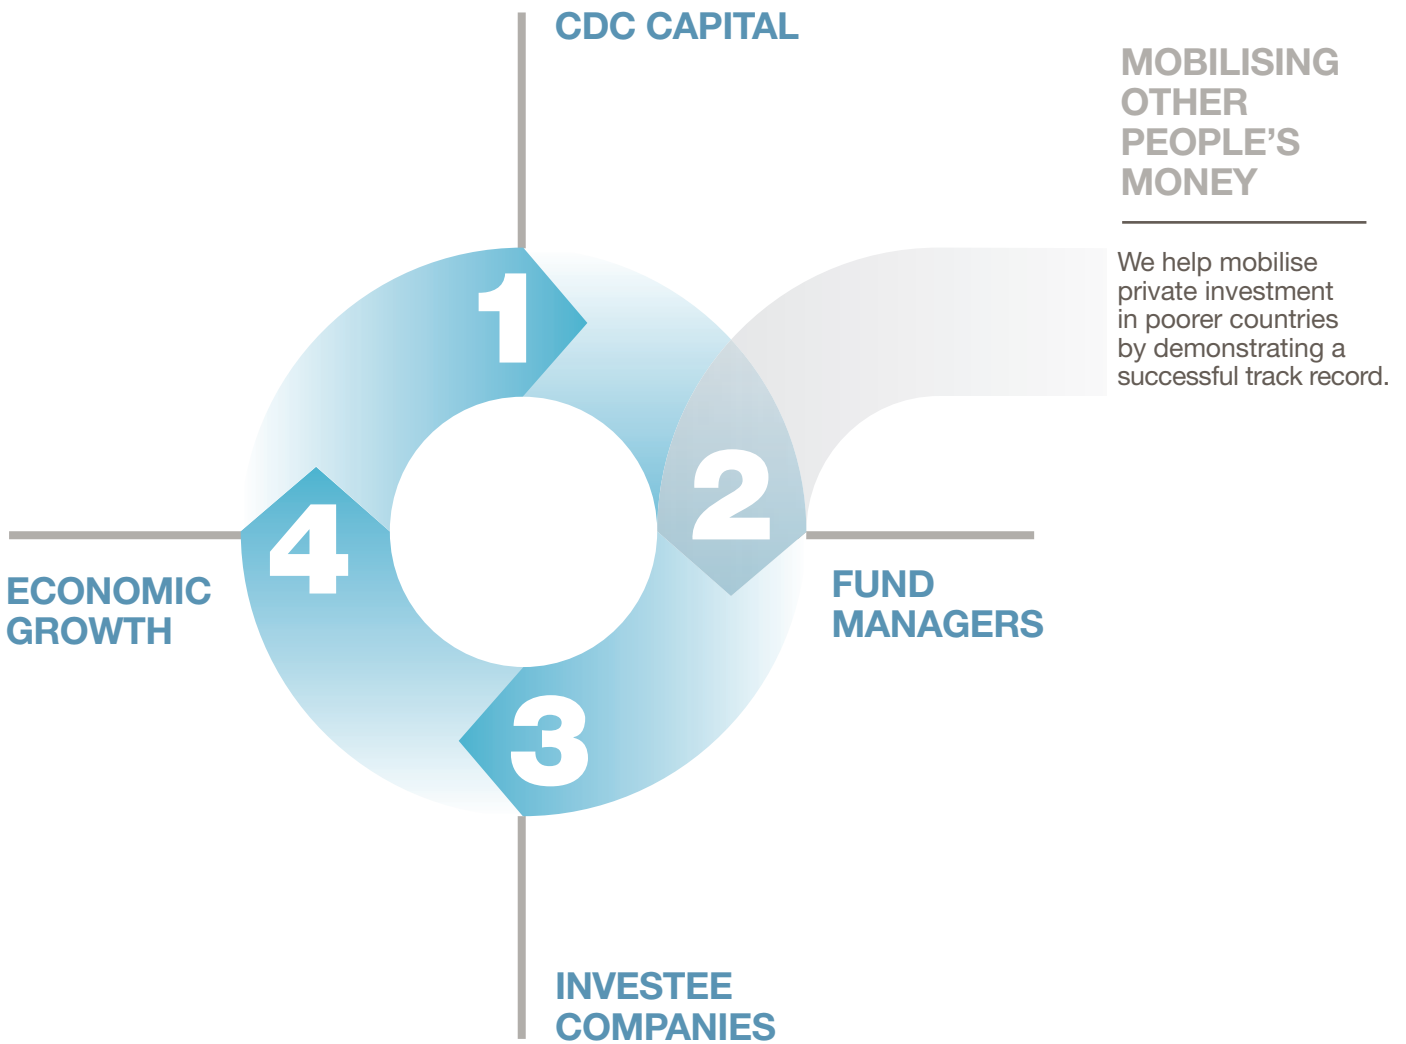 CDC CAPITAL
MOBILISING
OTHER
PEOPLE'S
MONEY
We help mobilise
private investment
in poorer countries
by demonstrating a
successful track record.
1
2
FUND
MANAGERS
3
INVESTEE
COMPANIES
4
ECONOMIC
GROWTH